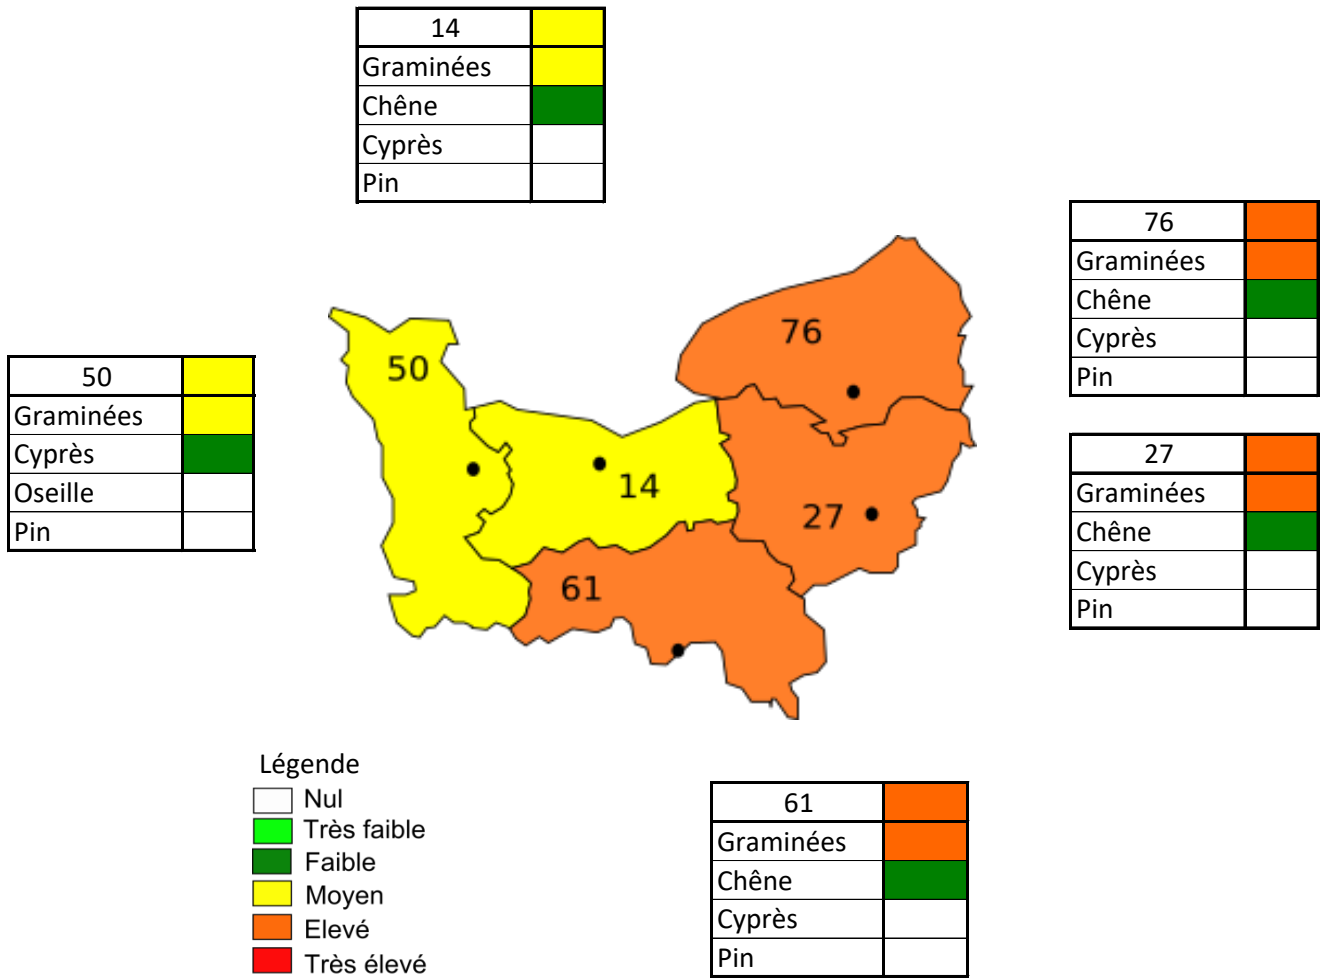 14
Graminées
Chêne
Cyprès
Pin
76
Graminées
Chêne
Cyprès
Pin
50
Graminées
Cyprès
Oseille
Pin
27
Graminées
Chêne
Cyprès
Pin
76
50
14
27
61
Légende
Nul
Très faible
Faible
Moyen
Elevé
Très élevé
61
Graminées
Chêne
Cyprès
Pin